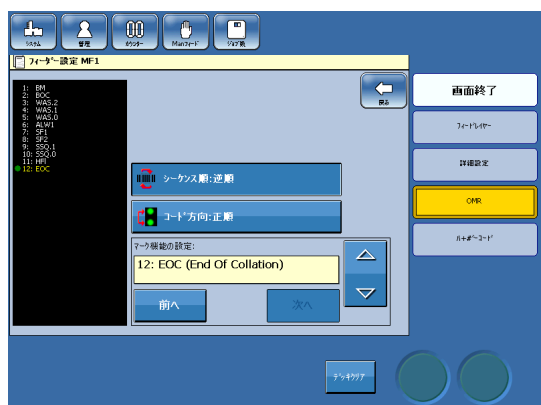 システム
管理
カウンター
Manフィード
ジョブ鍵
フィーダー設定 MF1
1: BM
2: BOC
3: WAS.2
4: WAS.1
5: WAS.0
6: ALW1
7: SF1
8: SF2
9: SSQ.1
10: SSQ.0
11: HFI
12: EOC
戻る
シーケンス順:逆順
コード方向:正順
マーク機能の設定:
12: EOC (End Of Collation)
前へ
次へ
画面終了
フィードレイヤー
詳細設定
OMR
バーコード
デッキクリア